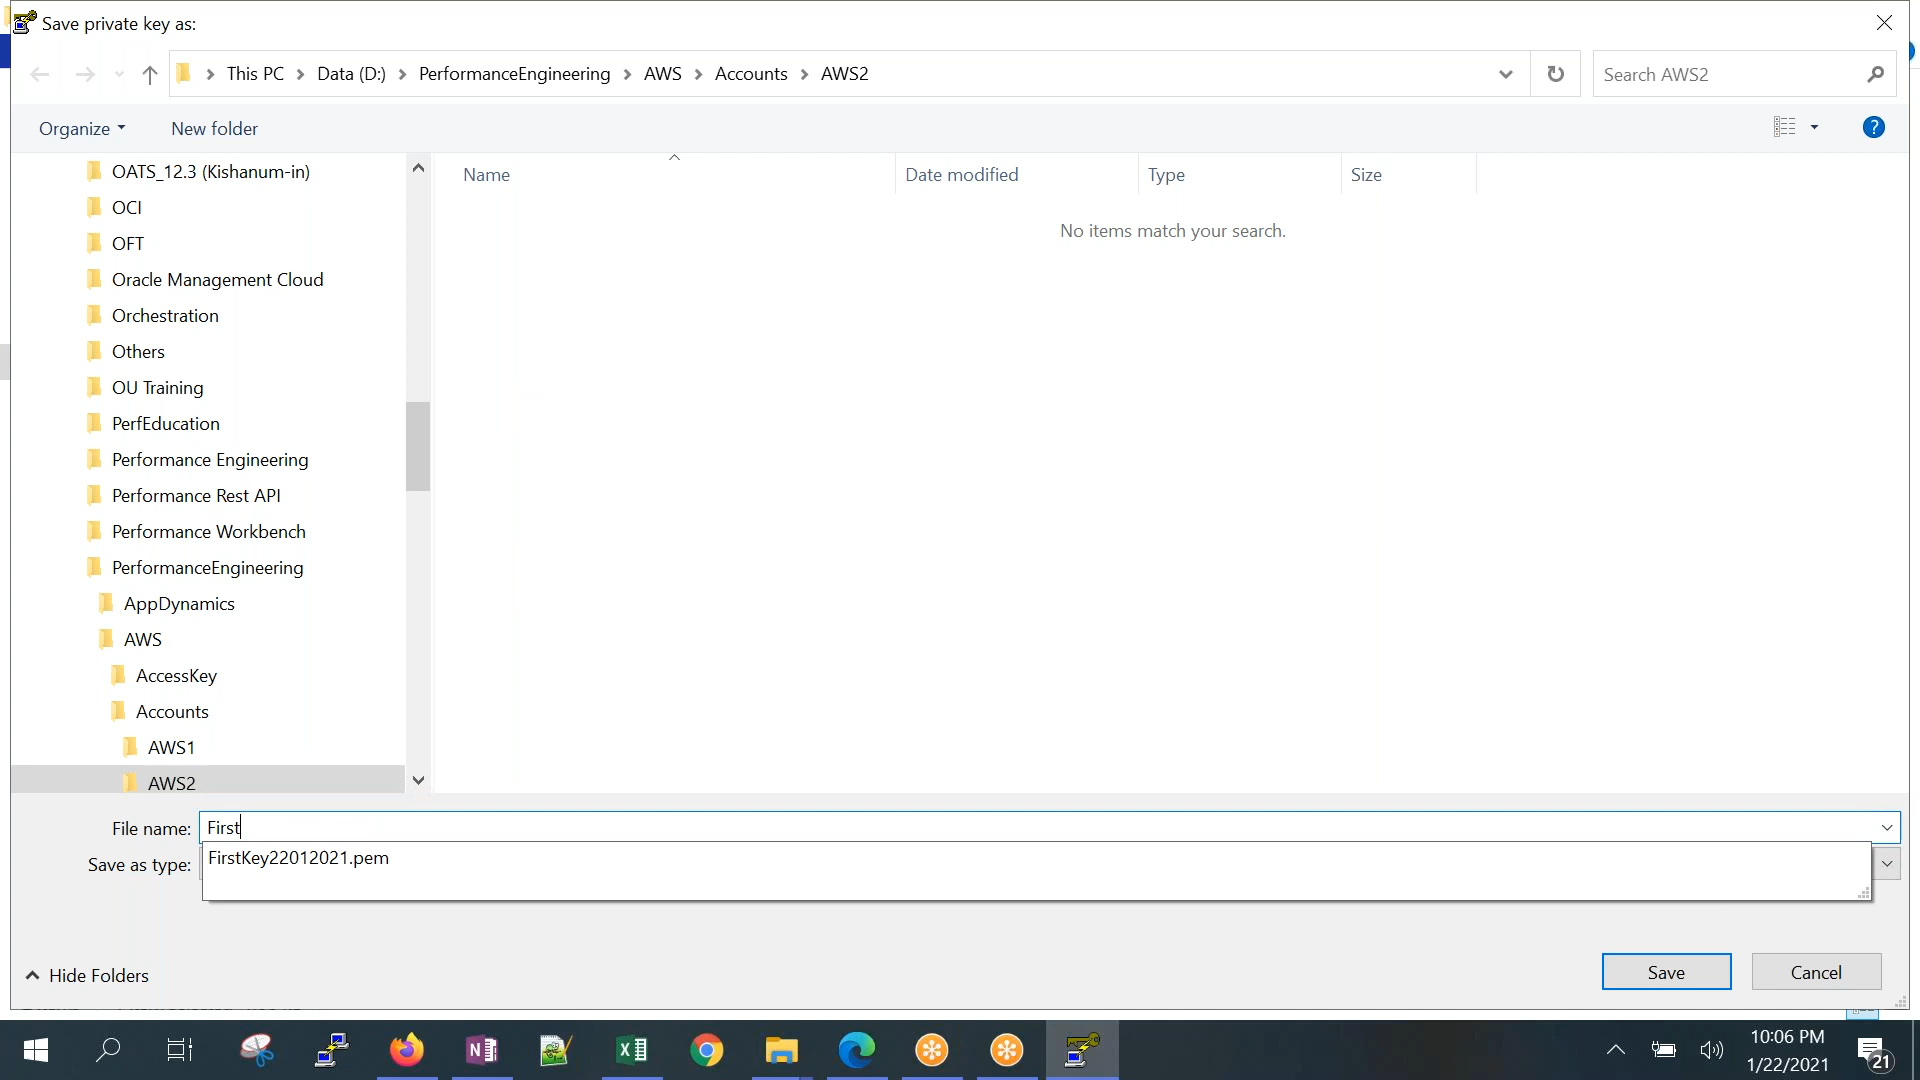 Save private key as:
This PC > Data (D:) > PerformanceEngineering > AWS > Accounts > AWS2
Search AWS2
Organize
New folder
Name
Date modified
Type
Size
No items match your search.
OATS_12.3 (Kishanum-in)
OCI
OFT
Oracle Management Cloud
Orchestration
Others
OU Training
PerfEducation
Performance Engineering
Performance Rest API
Performance Workbench
PerformanceEngineering
AppDynamics
AWS
AccessKey
Accounts
AWS1
AWS2
File name: First
FirstKey22012021.pem
Save as type:
Hide Folders
Save
Cancel
10:06 PM
1/22/2021
21